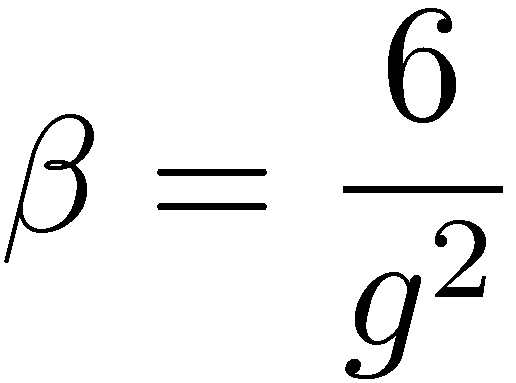 β = 6/g²